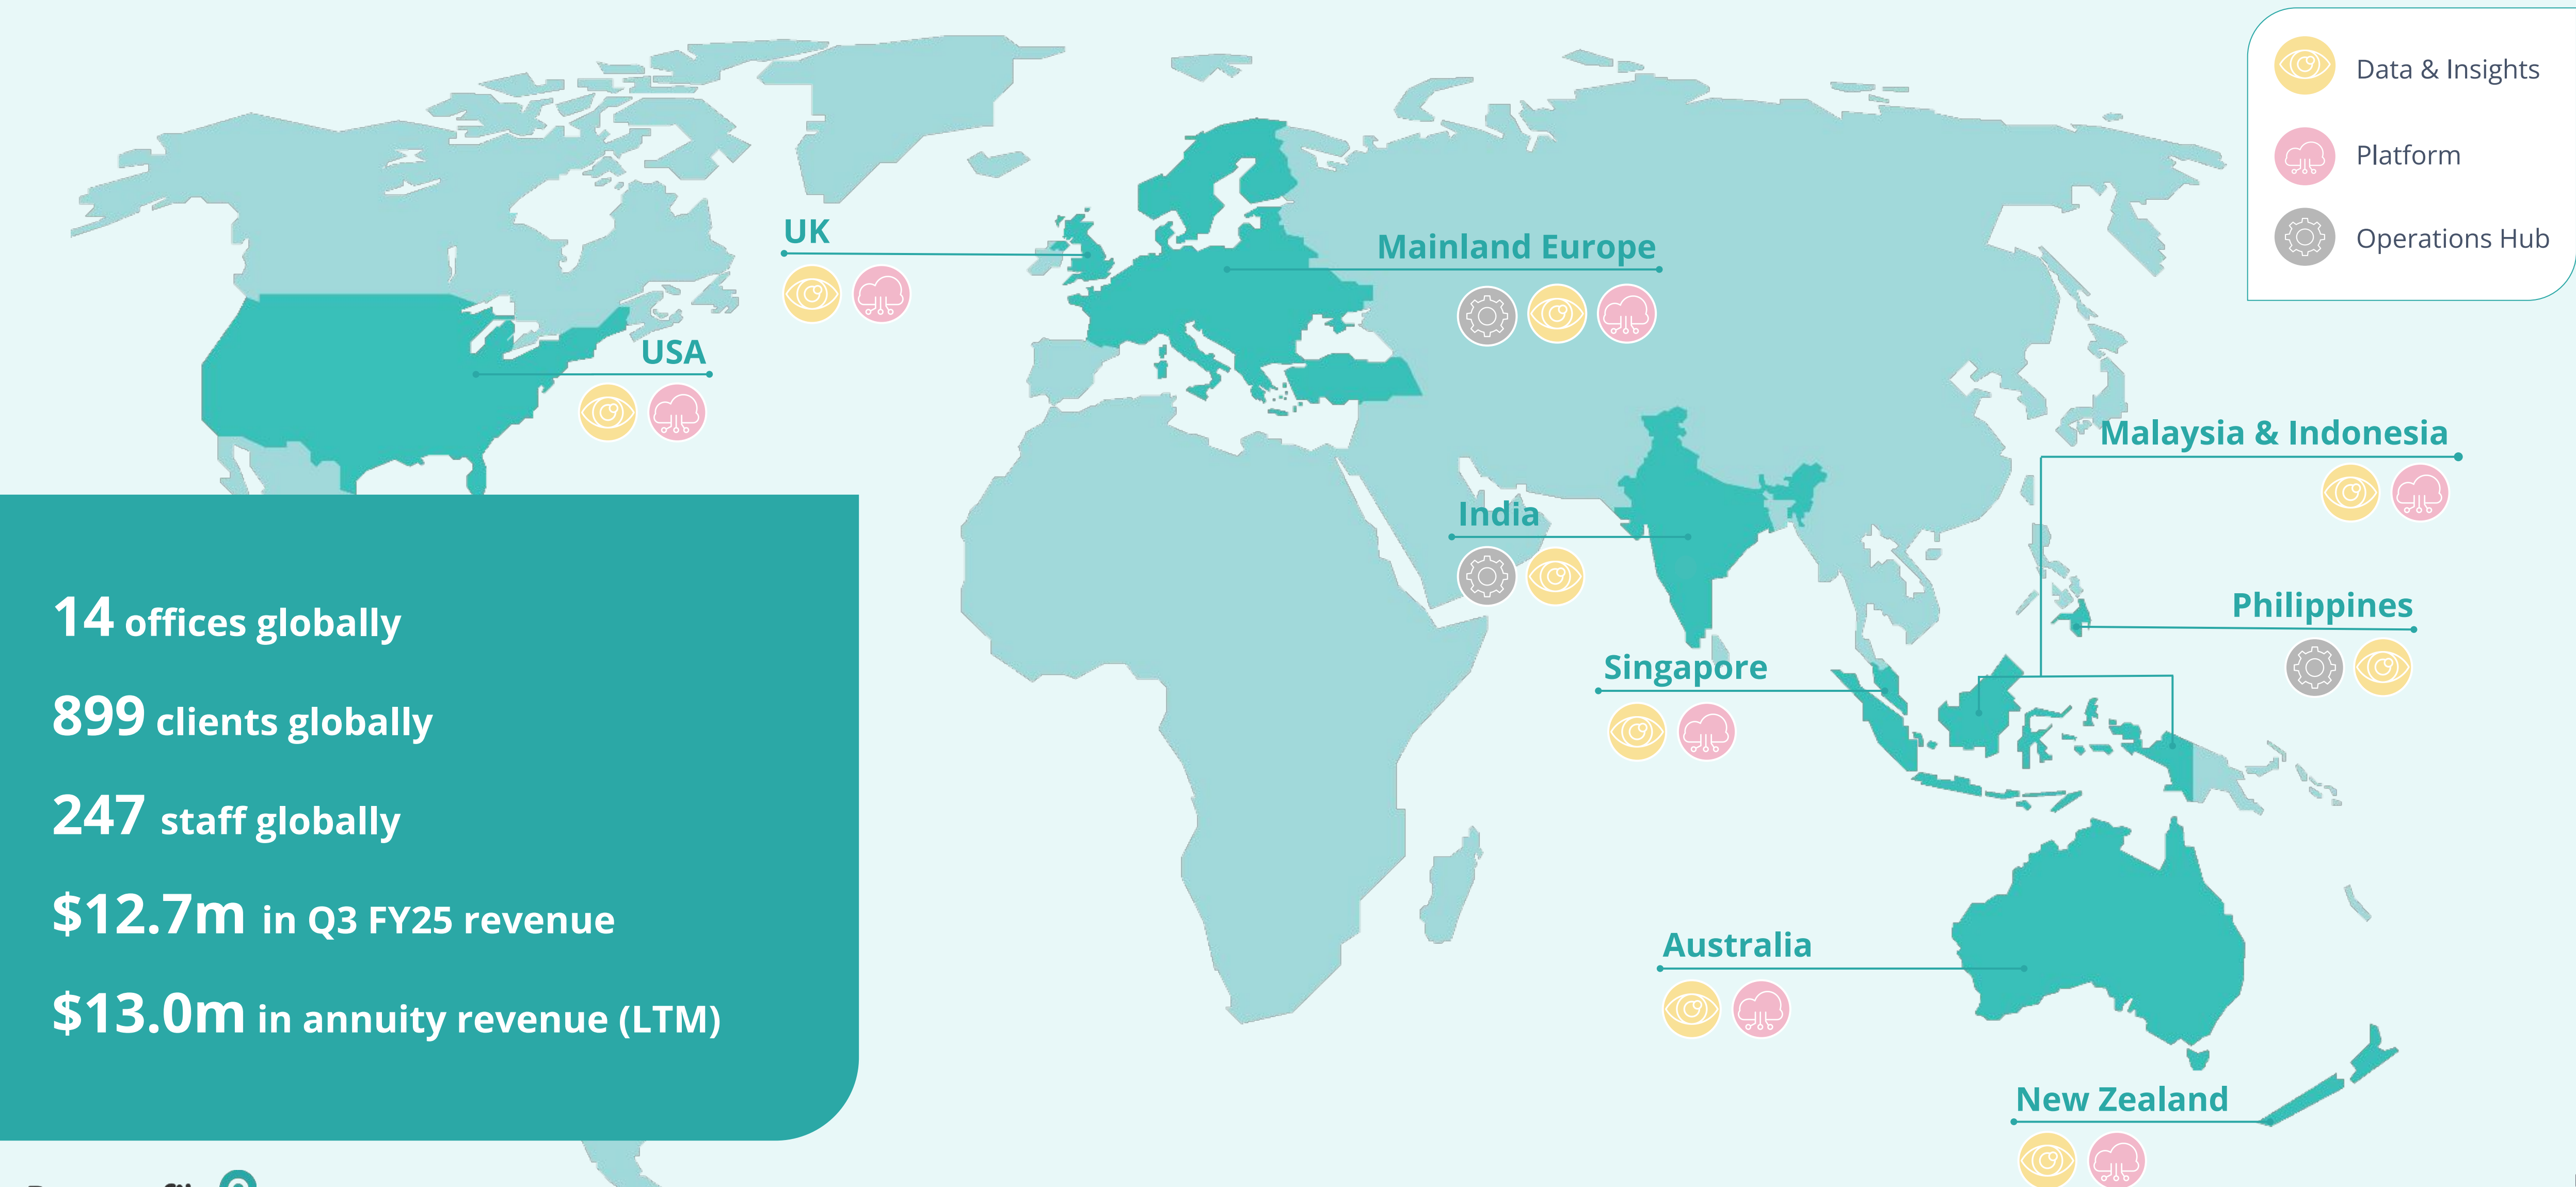 Data & Insights
Platform
Operations Hub
UK
Mainland Europe
USA
Malaysia & Indonesia
India
Philippines
Singapore
Australia
New Zealand
14 offices globally
899 clients globally
247 staff globally
$12.7m in Q3 FY25 revenue
$13.0m in annuity revenue (LTM)